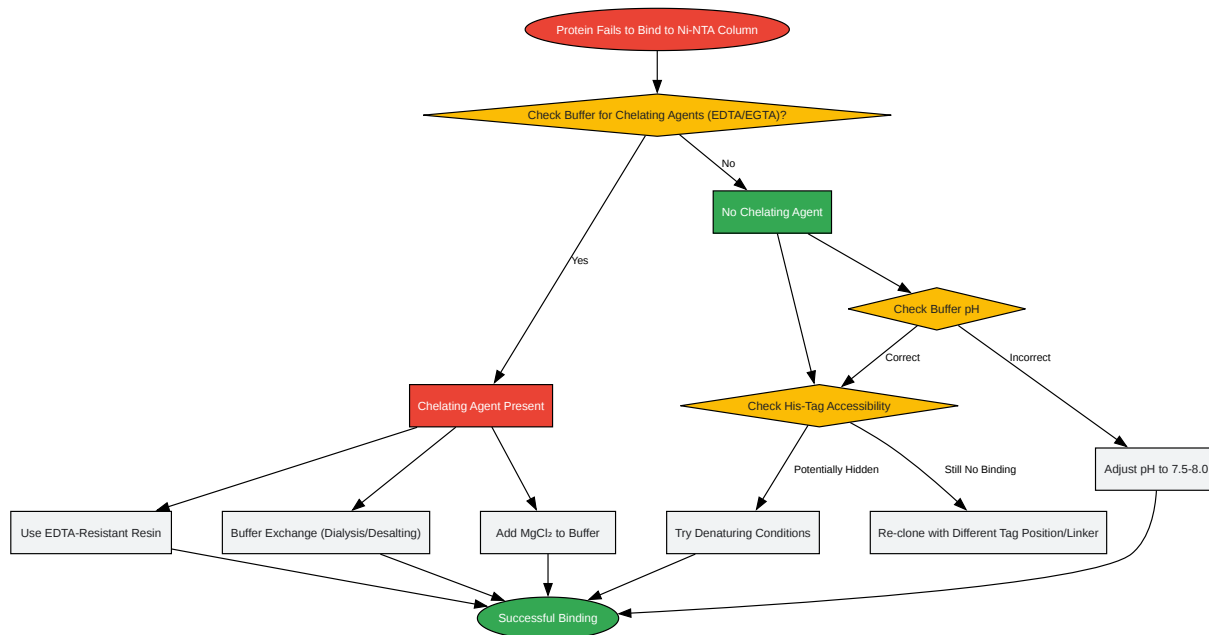 Protein Fails to Bind to Ni-NTA Column
Check Buffer for Chelating Agents (EDTA/EGTA)?
No
No Chelating Agent
Yes
Check Buffer pH
Correct
Incorrect
Chelating Agent Present
Check His-Tag Accessibility
Potentially Hidden
Still No Binding
Adjust pH to 7.5-8.0
Use EDTA-Resistant Resin
Buffer Exchange (Dialysis/Desalting)
Add MgCl₂ to Buffer
Try Denaturing Conditions
Re-clone with Different Tag Position/Linker
Successful Binding